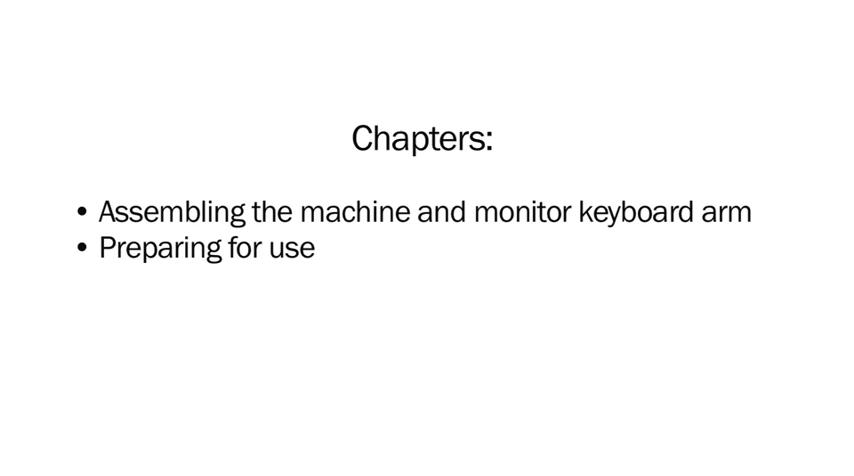 Chapters:
• Assembling the machine and monitor keyboard arm
• Preparing for use